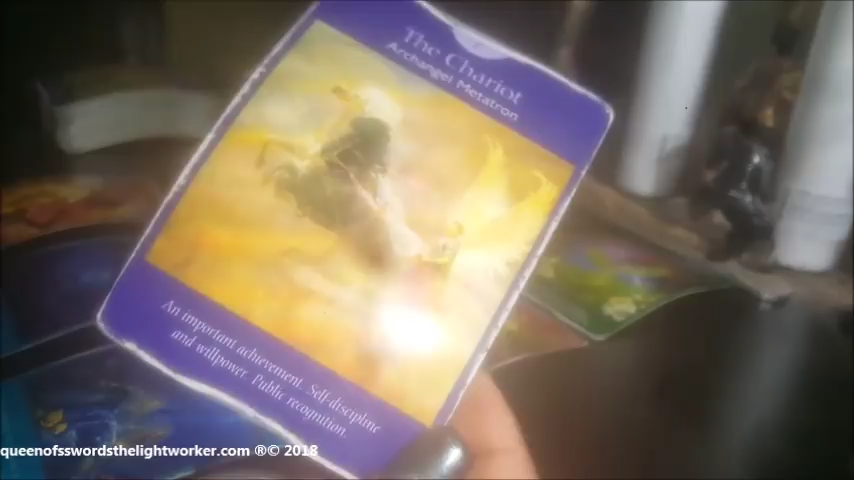 The Chariot
Archangel Metatron
An important achievement. Self-discipline
and willpower. Public recognition.
queenofsswordsthelightworker.com ®© 2018